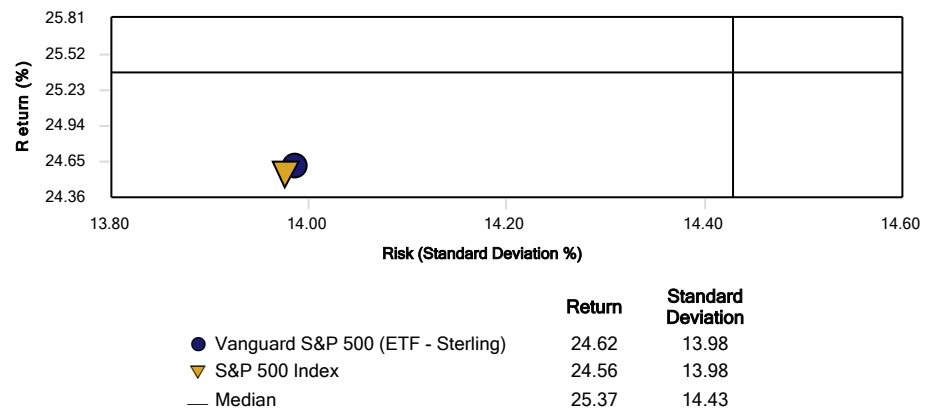 25.81
25.52
25.23
24.94
24.65
24.36
Return (%)
13.80 14.00 14.20 14.40 14.60
Risk (Standard Deviation %)
Return Standard Deviation
Vanguard S&P 500 (ETF - Sterling) 24.62 13.98
S&P 500 Index 24.56 13.98
Median 25.37 14.43